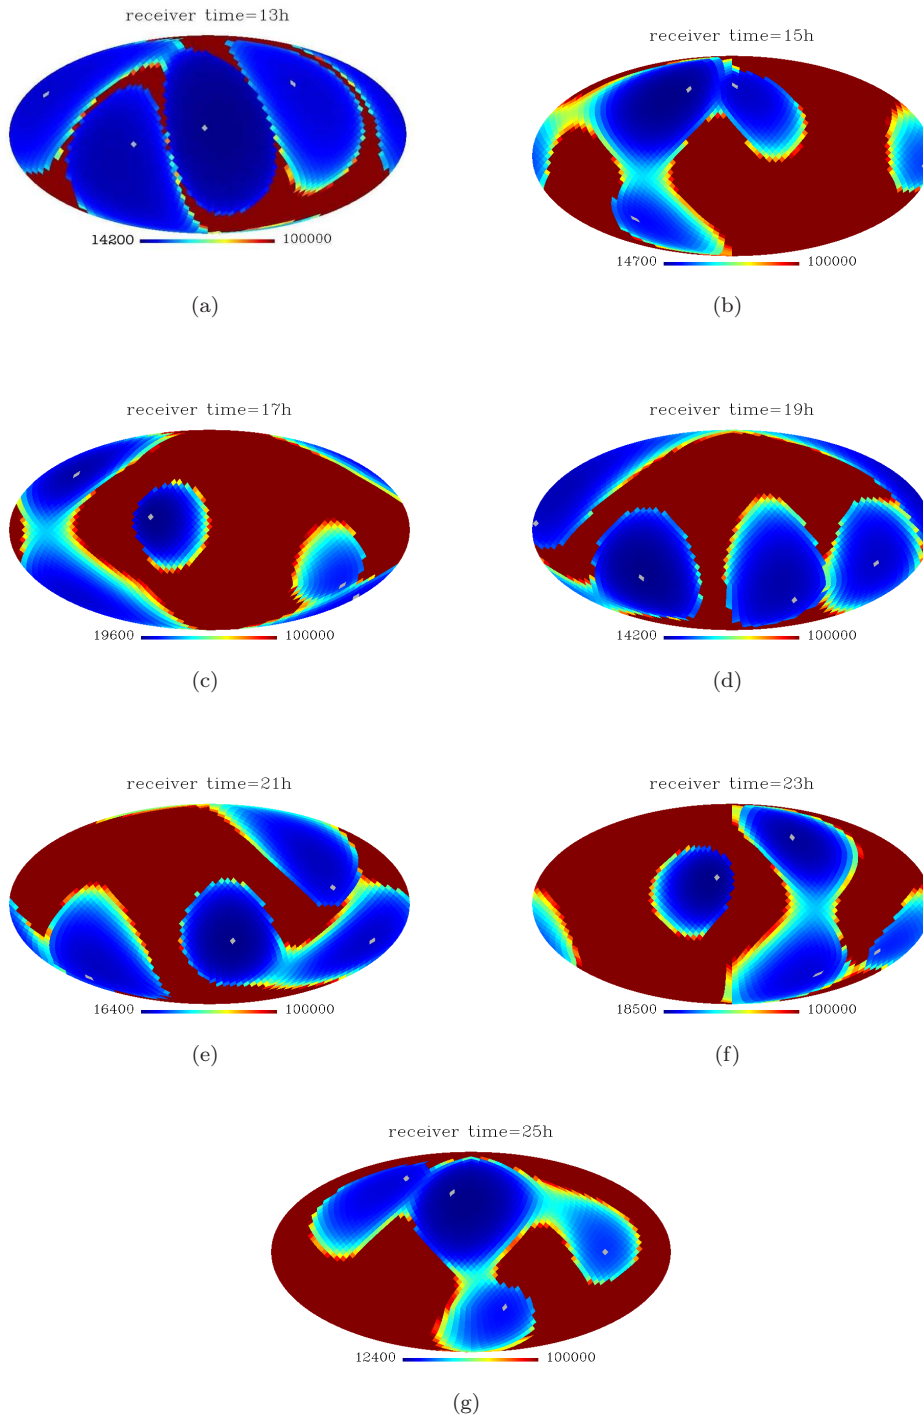 receiver time=13h
14200 100000
(a)
receiver time=15h
14700 100000
(b)
receiver time=17h
19600 100000
(c)
receiver time=19h
14200 100000
(d)
receiver time=21h
16400 100000
(e)
receiver time=23h
18500 100000
(f)
receiver time=25h
12400 100000
(g)